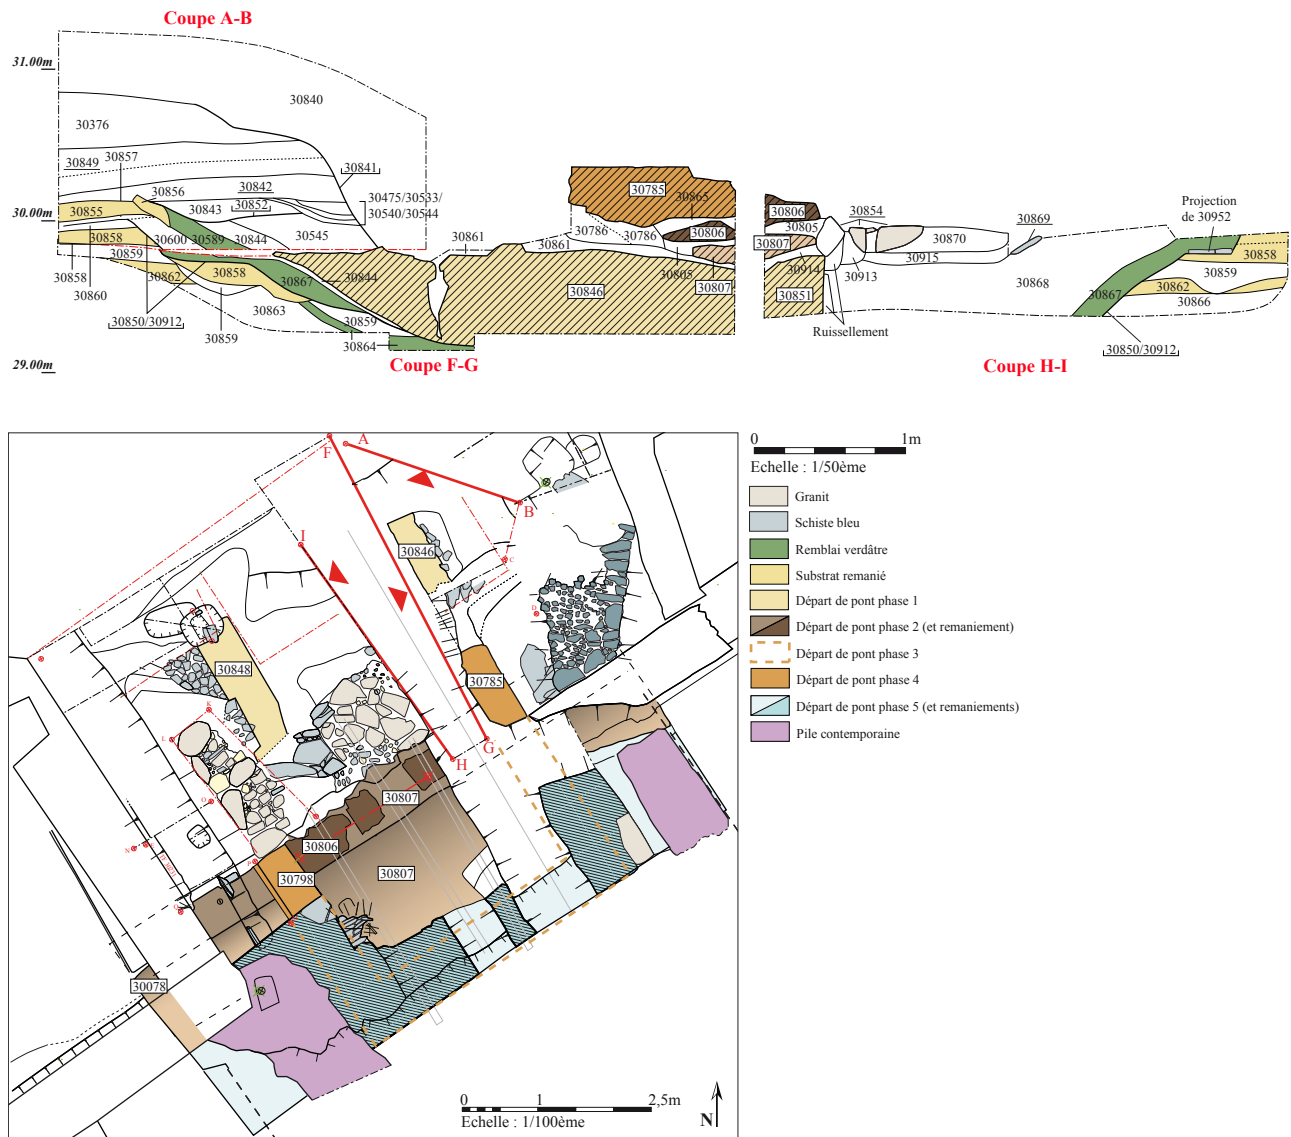 Coupe A-B
31.00m
30840
30376
30857
30849
30841
30856
30842
30475/30533/
30540/30544
30855
30843
30852
30.00m
30858
30600
30589
30844
30545
30861
30859
30858
30862
30858
30867
30844
30860
30863
30859
30850/30912
30859
30864
29.00m
Coupe F-G
30785
30865
30786
30786
30861
30806
30805
30807
30846
30806
30805
30854
30869
30870
30807
30915
30914
30913
30851
30868
Ruissellement
Projection
de 30952
30858
30859
30867
30862
30866
30850/30912
Coupe H-I
F
A
B
I
C
D
30846
30848
30785
K
L
G
H
O
30807
N
30806
P
30798
30807
30078
0 1m
Echelle : 1/50ème
Granit
Schiste bleu
Remblai verdâtre
Substrat remanié
Départ de pont phase 1
Départ de pont phase 2 (et remaniement)
Départ de pont phase 3
Départ de pont phase 4
Départ de pont phase 5 (et remaniements)
Pile contemporaine
0 1 2,5m
Echelle : 1/100ème
N